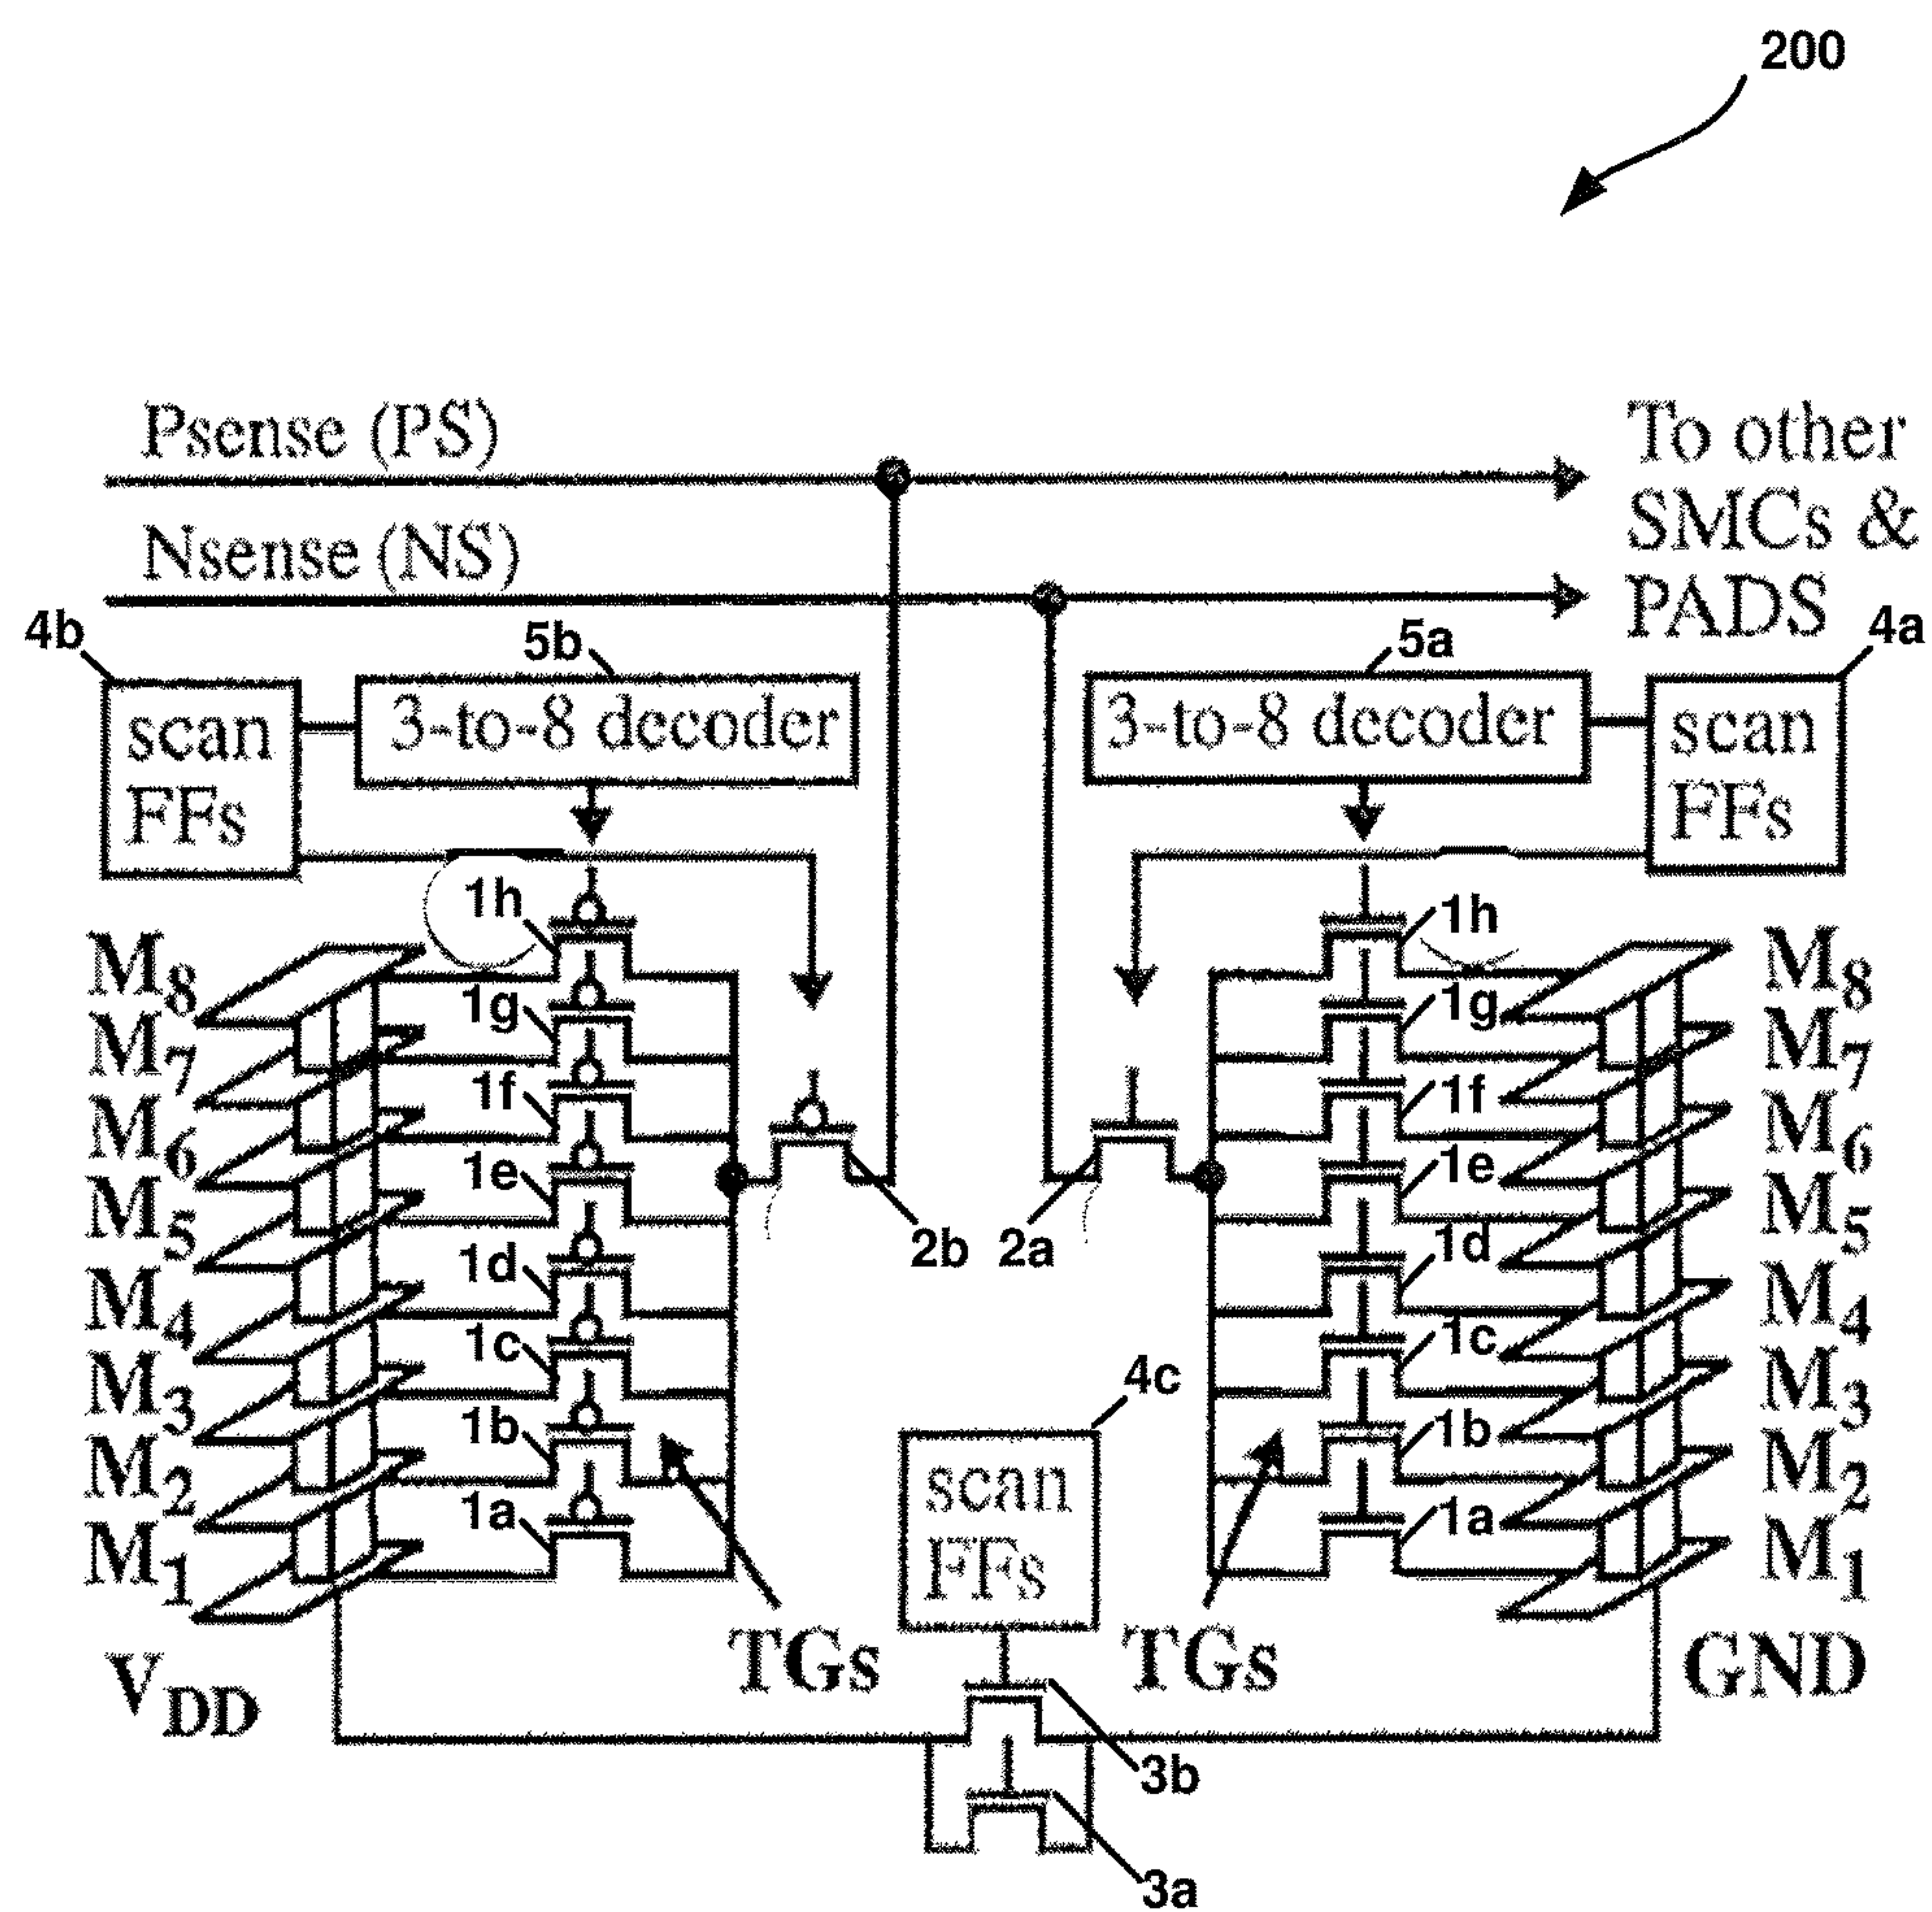 200
Psense (PS)
To other
SMCs &
PADS
Nsense (NS)
4b
5b
5a
4a
scan
FFs
3-to-8 decoder
3-to-8 decoder
scan
FFs
1h
1h
M8
M8
1g
1g
M7
M7
1f
1f
M6
M6
1e
1e
M5
M5
2b
2a
1d
1d
M4
M4
1c
1c
4c
M3
M3
1b
1b
M2
M2
scan
FFs
1a
1a
M1
M1
TGs
TGs
VDD
GND
3b
3a